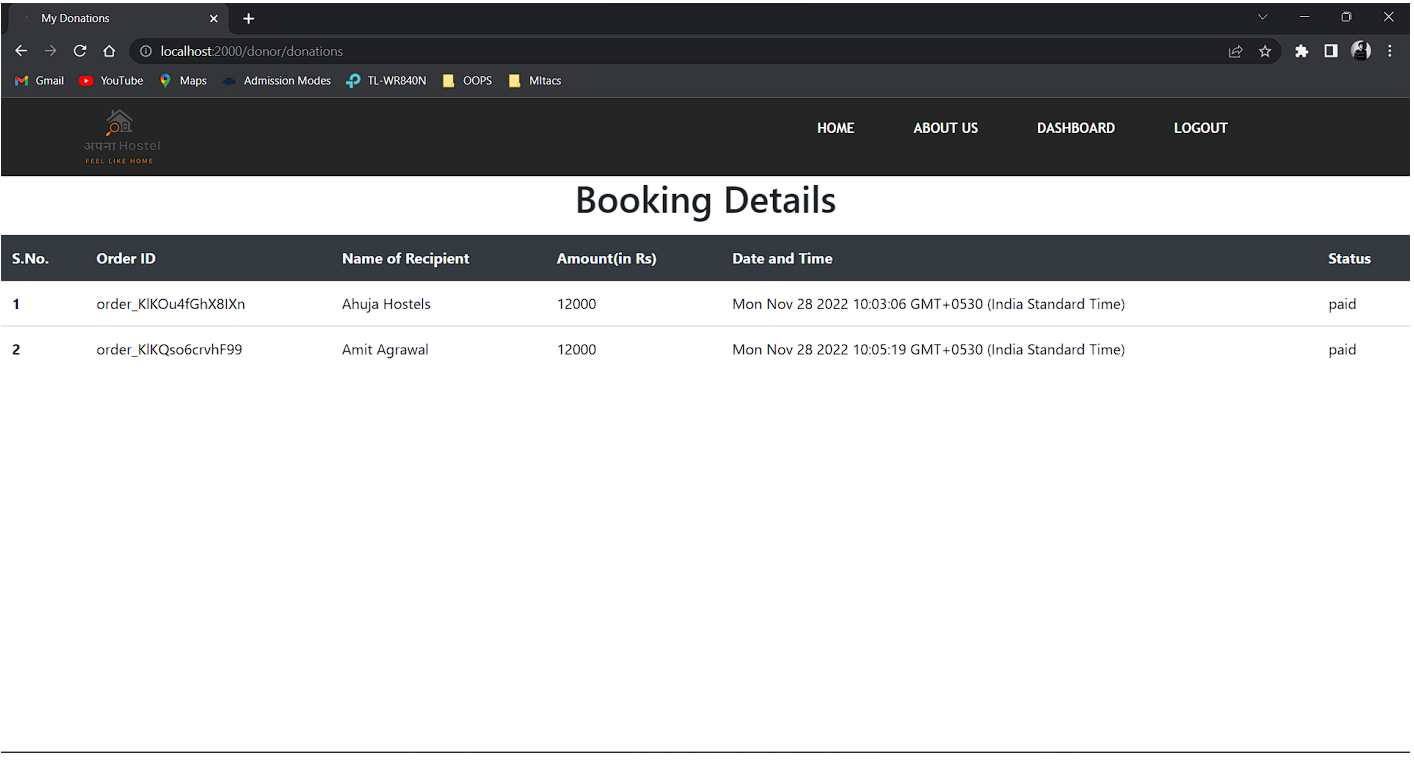 My Donations
localhost:2000/donor/donations
Gmail YouTube Maps Admission Modes TL-WR840N OOPS MItacs
अपना Hostel
FEEL LIKE HOME
HOME ABOUT US DASHBOARD LOGOUT
Booking Details
S.No. Order ID Name of Recipient Amount(in Rs) Date and Time Status
1 order_KlKOu4fGhX8IXn Ahuja Hostels 12000 Mon Nov 28 2022 10:03:06 GMT+0530 (India Standard Time) paid
2 order_KlKQso6crvhF99 Amit Agrawal 12000 Mon Nov 28 2022 10:05:19 GMT+0530 (India Standard Time) paid